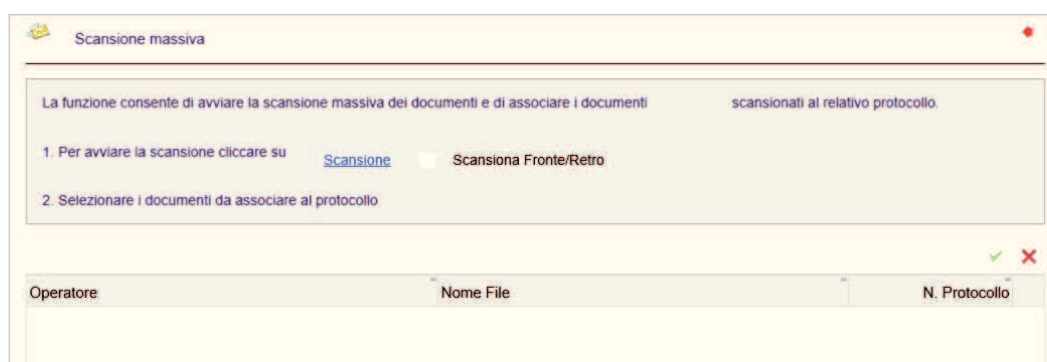 Scansione massiva
La funzione consente di avviare la scansione massiva dei documenti e di associare i documenti scansionati al relativo protocollo.
1. Per avviare la scansione cliccare su Scansione Scansiona Fronte/Retro
2. Selezionare i documenti da associare al protocollo
Operatore Nome File N. Protocollo